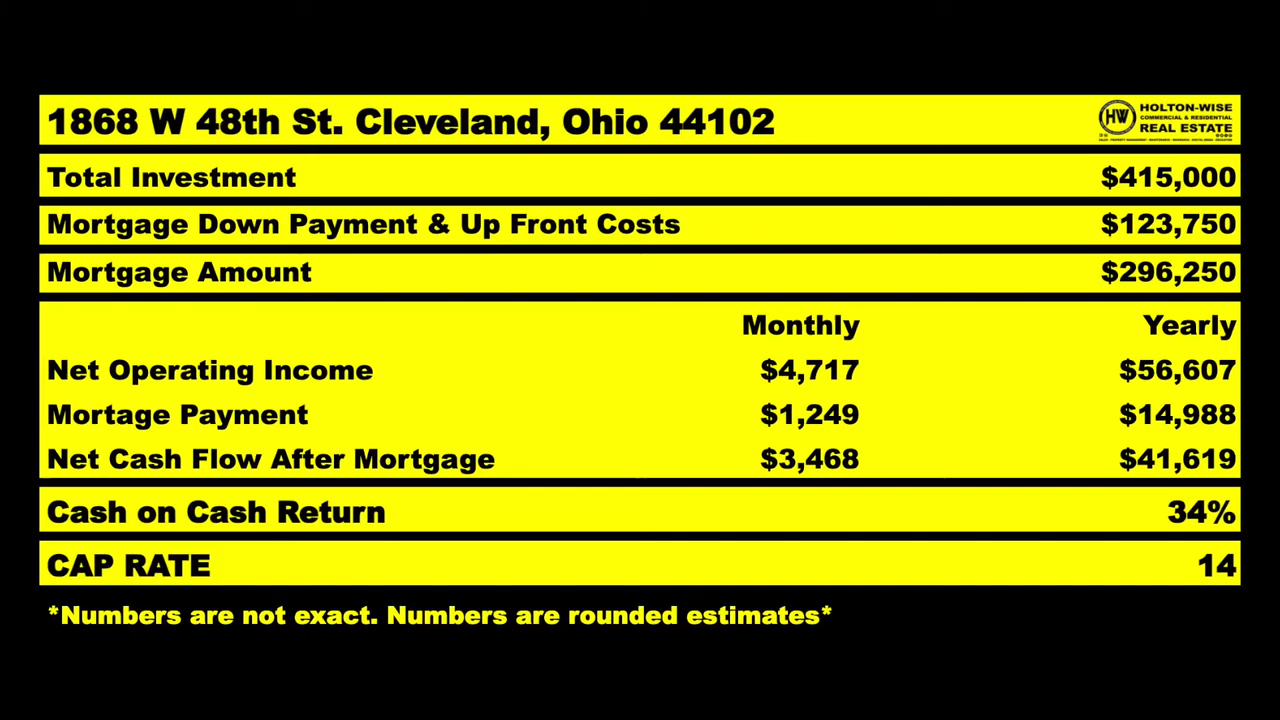 1868 W 48th St. Cleveland, Ohio 44102
HW
HOLTON-WISE
COMMERCIAL & RESIDENTIAL
REAL ESTATE
Total Investment $415,000
Mortgage Down Payment & Up Front Costs $123,750
Mortgage Amount $296,250
Monthly Yearly
Net Operating Income $4,717 $56,607
Mortage Payment $1,249 $14,988
Net Cash Flow After Mortgage $3,468 $41,619
Cash on Cash Return 34%
CAP RATE 14
*Numbers are not exact. Numbers are rounded estimates*